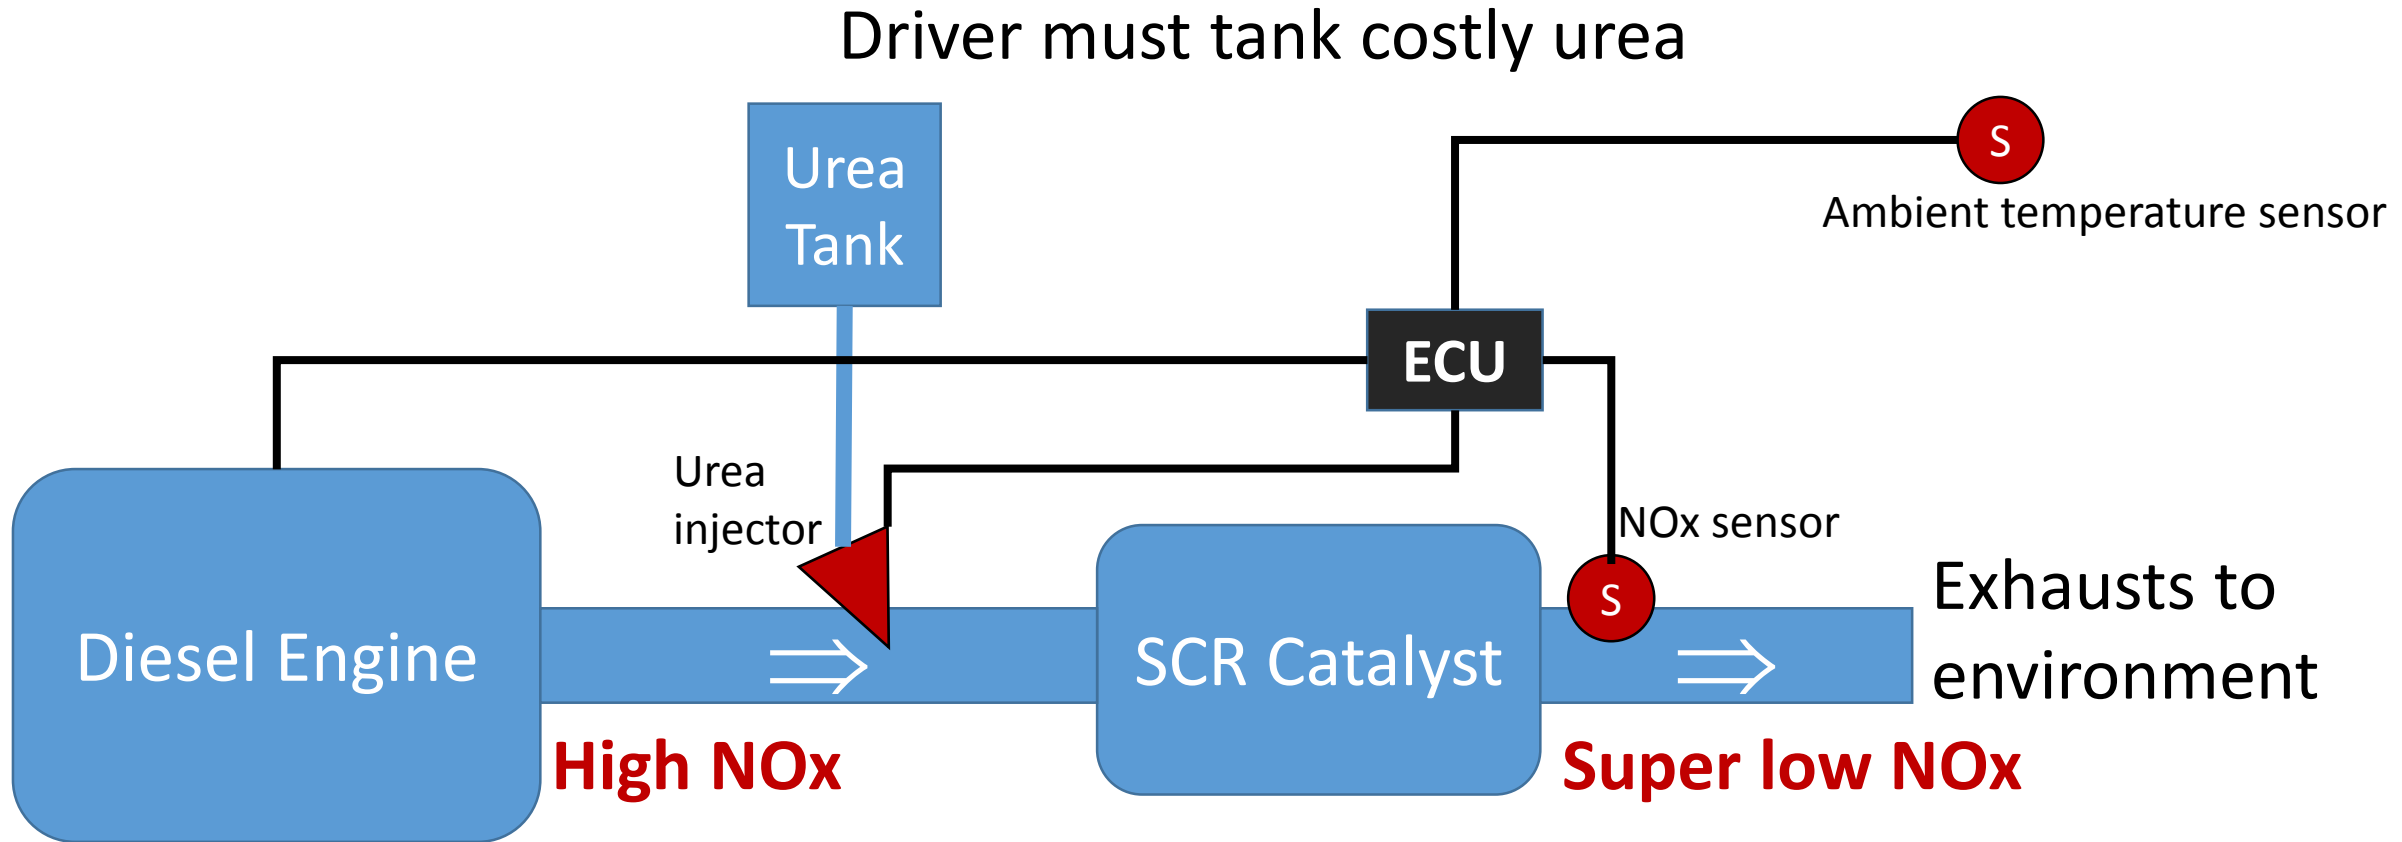 Driver must tank costly urea
Urea
Tank
S
Ambient temperature sensor
ECU
Urea
injector
NOx sensor
S
Diesel Engine
SCR Catalyst
Exhausts to
environment
High NOx
Super low NOx